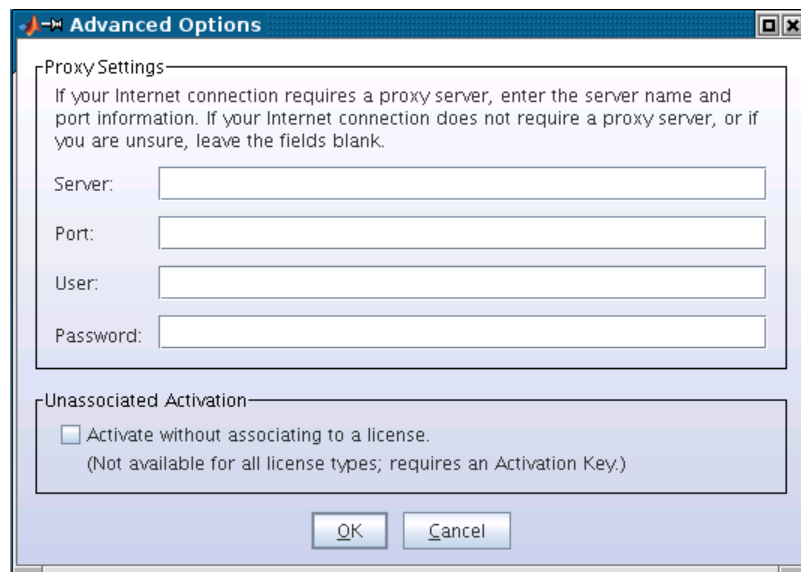 Advanced Options
Proxy Settings
If your Internet connection requires a proxy server, enter the server name and
port information. If your Internet connection does not require a proxy server, or if
you are unsure, leave the fields blank.
Server:
Port:
User:
Password:
Unassociated Activation
Activate without associating to a license.
(Not available for all license types; requires an Activation Key.)
OK Cancel